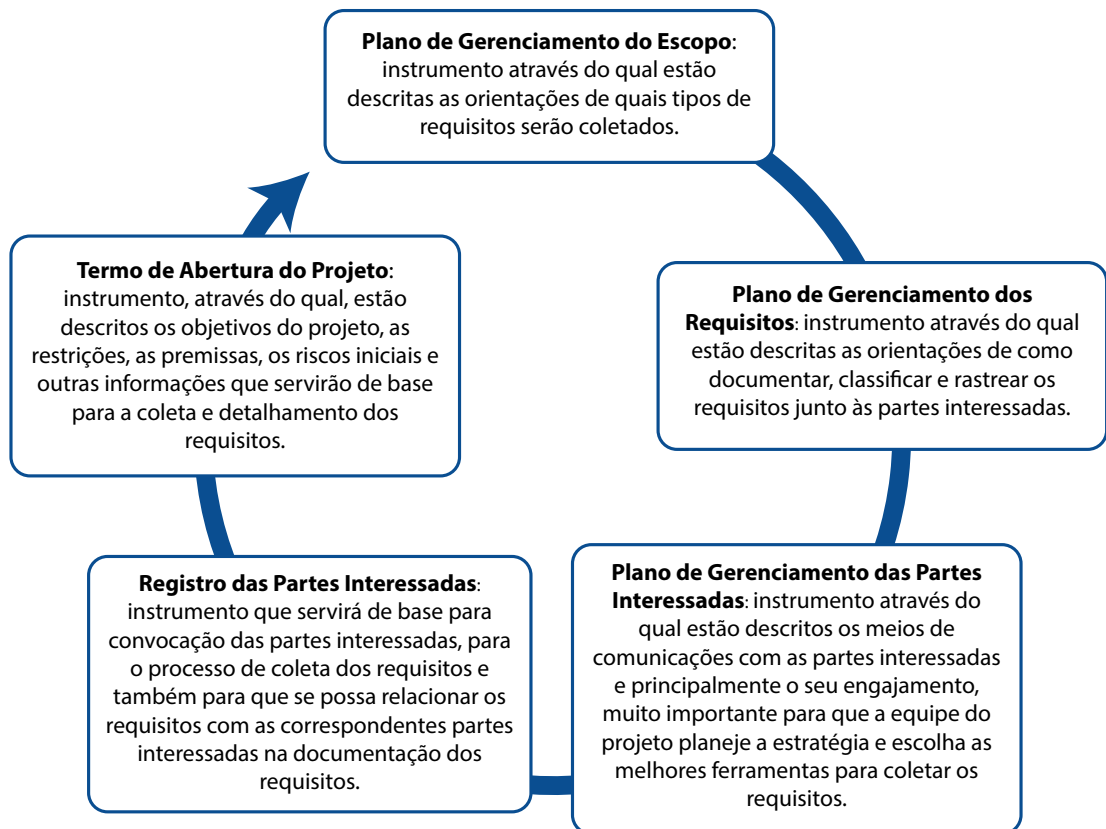 Plano de Gerenciamento do Escopo:
instrumento através do qual estão
descritas as orientações de quais tipos de
requisitos serão coletados.
Plano de Gerenciamento dos
Requisitos: instrumento através do qual
estão descritas as orientações de como
documentar, classificar e rastrear os
requisitos junto às partes interessadas.
Plano de Gerenciamento das Partes
Interessadas: instrumento através do
qual estão descritos os meios de
comunicações com as partes interessadas
e principalmente o seu engajamento,
muito importante para que a equipe do
projeto planeje a estratégia e escolha as
melhores ferramentas para coletar os
requisitos.
Registro das Partes Interessadas:
instrumento que servirá de base para
convocação das partes interessadas, para
o processo de coleta dos requisitos e
também para que se possa relacionar os
requisitos com as correspondentes partes
interessadas na documentação dos
requisitos.
Termo de Abertura do Projeto:
instrumento, através do qual, estão
descritos os objetivos do projeto, as
restrições, as premissas, os riscos iniciais e
outras informações que servirão de base
para a coleta e detalhamento dos
requisitos.